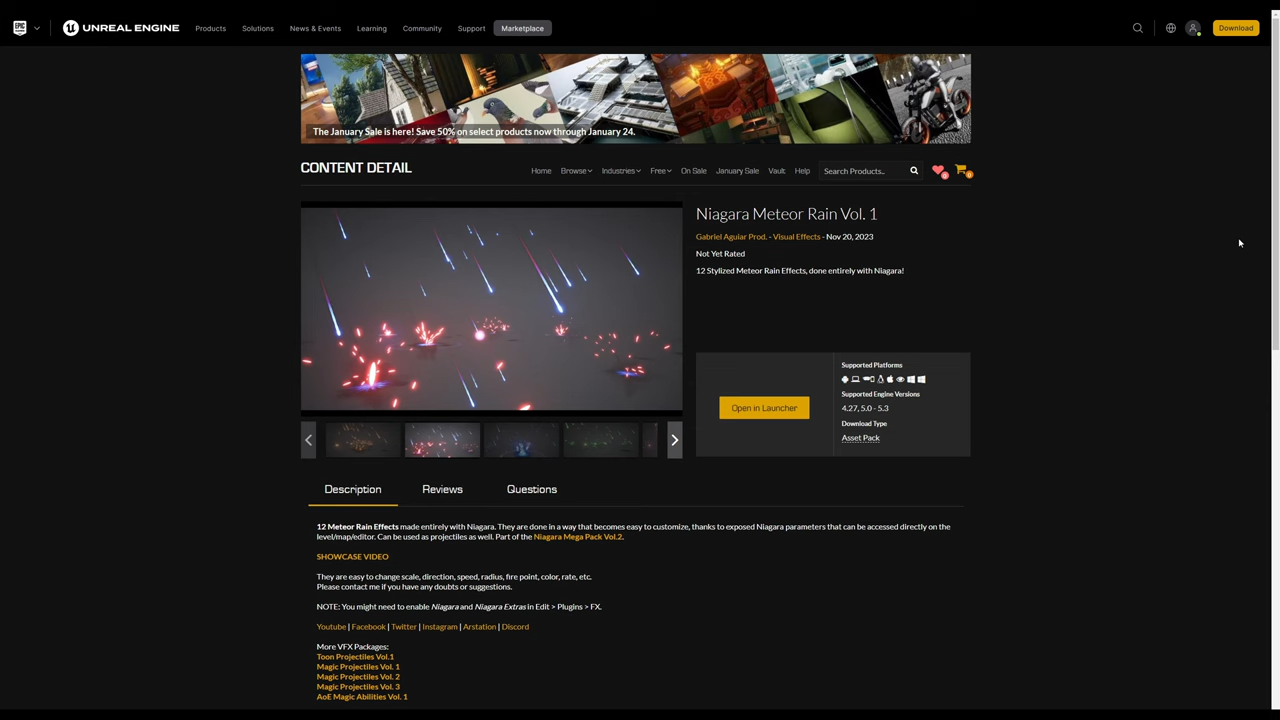 EPIC GAMES
UNREAL ENGINE Products Solutions News & Events Learning Community Support Marketplace Download
The January Sale is here! Save 50% on select products now through January 24.
CONTENT DETAIL Home Browse Industries Free On Sale January Sale Vault Help Search Products.. 0 0
Niagara Meteor Rain Vol. 1
Gabriel Aguiar Prod. - Visual Effects - Nov 20, 2023
Not Yet Rated
12 Stylized Meteor Rain Effects, done entirely with Niagara!
Open in Launcher
Supported Platforms
Supported Engine Versions
4.27, 5.0 - 5.3
Download Type
Asset Pack
Description Reviews Questions
12 Meteor Rain Effects made entirely with Niagara. They are done in a way that becomes easy to customize, thanks to exposed Niagara parameters that can be accessed directly on the
level/map/editor. Can be used as projectiles as well. Part of the Niagara Mega Pack Vol.2.
SHOWCASE VIDEO
They are easy to change scale, direction, speed, radius, fire point, color, rate, etc.
Please contact me if you have any doubts or suggestions.
NOTE: You might need to enable Niagara and Niagara Extras in Edit > Plugins > FX.
Youtube | Facebook | Twitter | Instagram | Arstation | Discord
More VFX Packages:
Toon Projectiles Vol.1
Magic Projectiles Vol. 1
Magic Projectiles Vol. 2
Magic Projectiles Vol. 3
AoE Magic Abilities Vol. 1